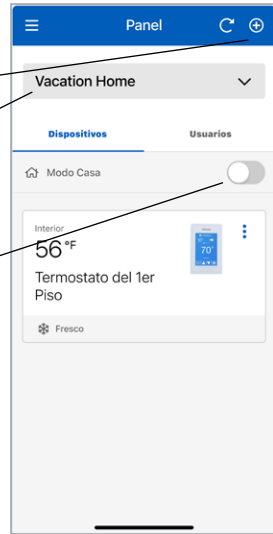 Panel
Vacation Home
Dispositivos Usuarios
Modo Casa
Interior
56 °F
Termostato del 1er
Piso
70°
Fresco